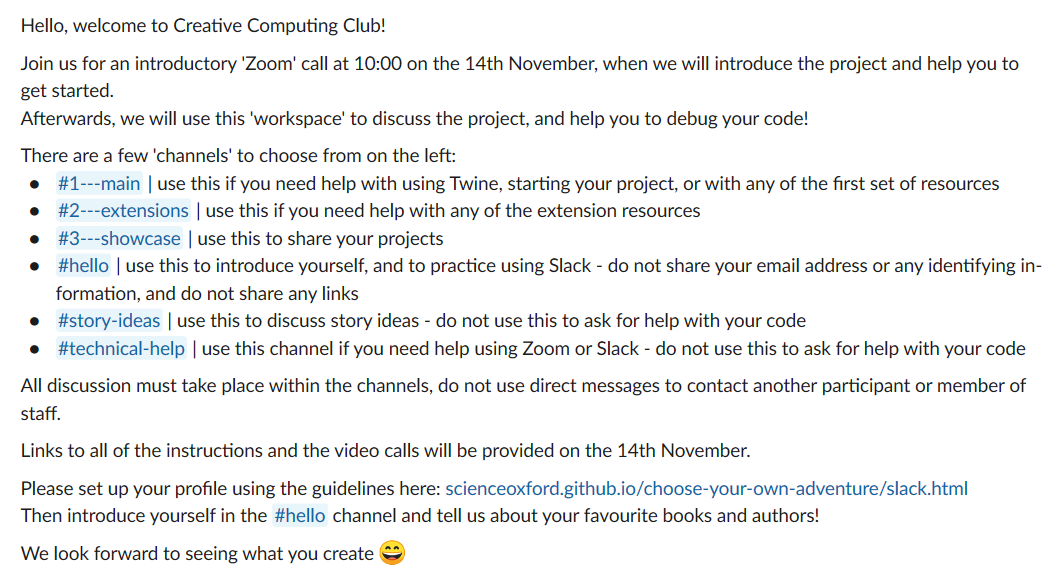 Hello, welcome to Creative Computing Club!
Join us for an introductory 'Zoom' call at 10:00 on the 14th November, when we will introduce the project and help you to
get started.
Afterwards, we will use this 'workspace' to discuss the project, and help you to debug your code!
There are a few 'channels' to choose from on the left:
● #1---main | use this if you need help with using Twine, starting your project, or with any of the first set of resources
● #2---extensions | use this if you need help with any of the extension resources
● #3---showcase | use this to share your projects
● #hello | use this to introduce yourself, and to practice using Slack - do not share your email address or any identifying in-
formation, and do not share any links
● #story-ideas | use this to discuss story ideas - do not use this to ask for help with your code
● #technical-help | use this channel if you need help using Zoom or Slack - do not use this to ask for help with your code
All discussion must take place within the channels, do not use direct messages to contact another participant or member of
staff.
Links to all of the instructions and the video calls will be provided on the 14th November.
Please set up your profile using the guidelines here: scienceoxford.github.io/choose-your-own-adventure/slack.html
Then introduce yourself in the #hello channel and tell us about your favourite books and authors!
We look forward to seeing what you create 😄